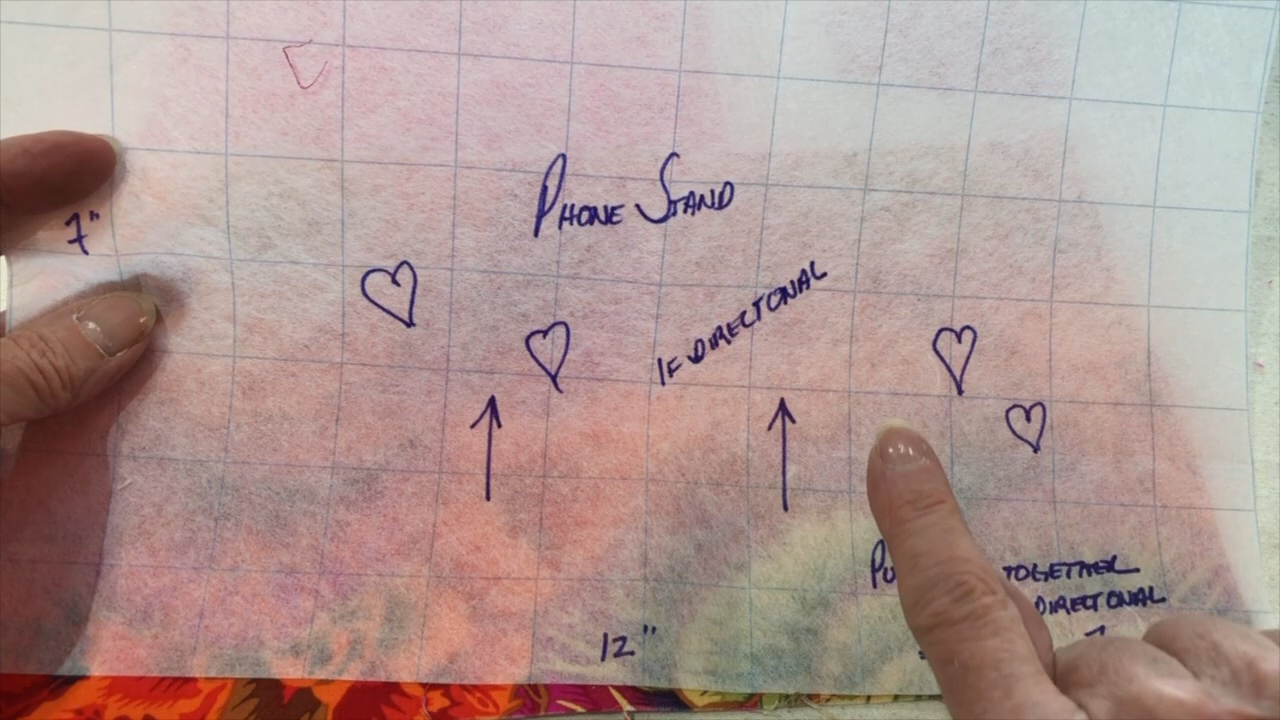 PHONE STAND
7"
IF DIRECTONAL
TOGETHER
DIRECTONAL
12"